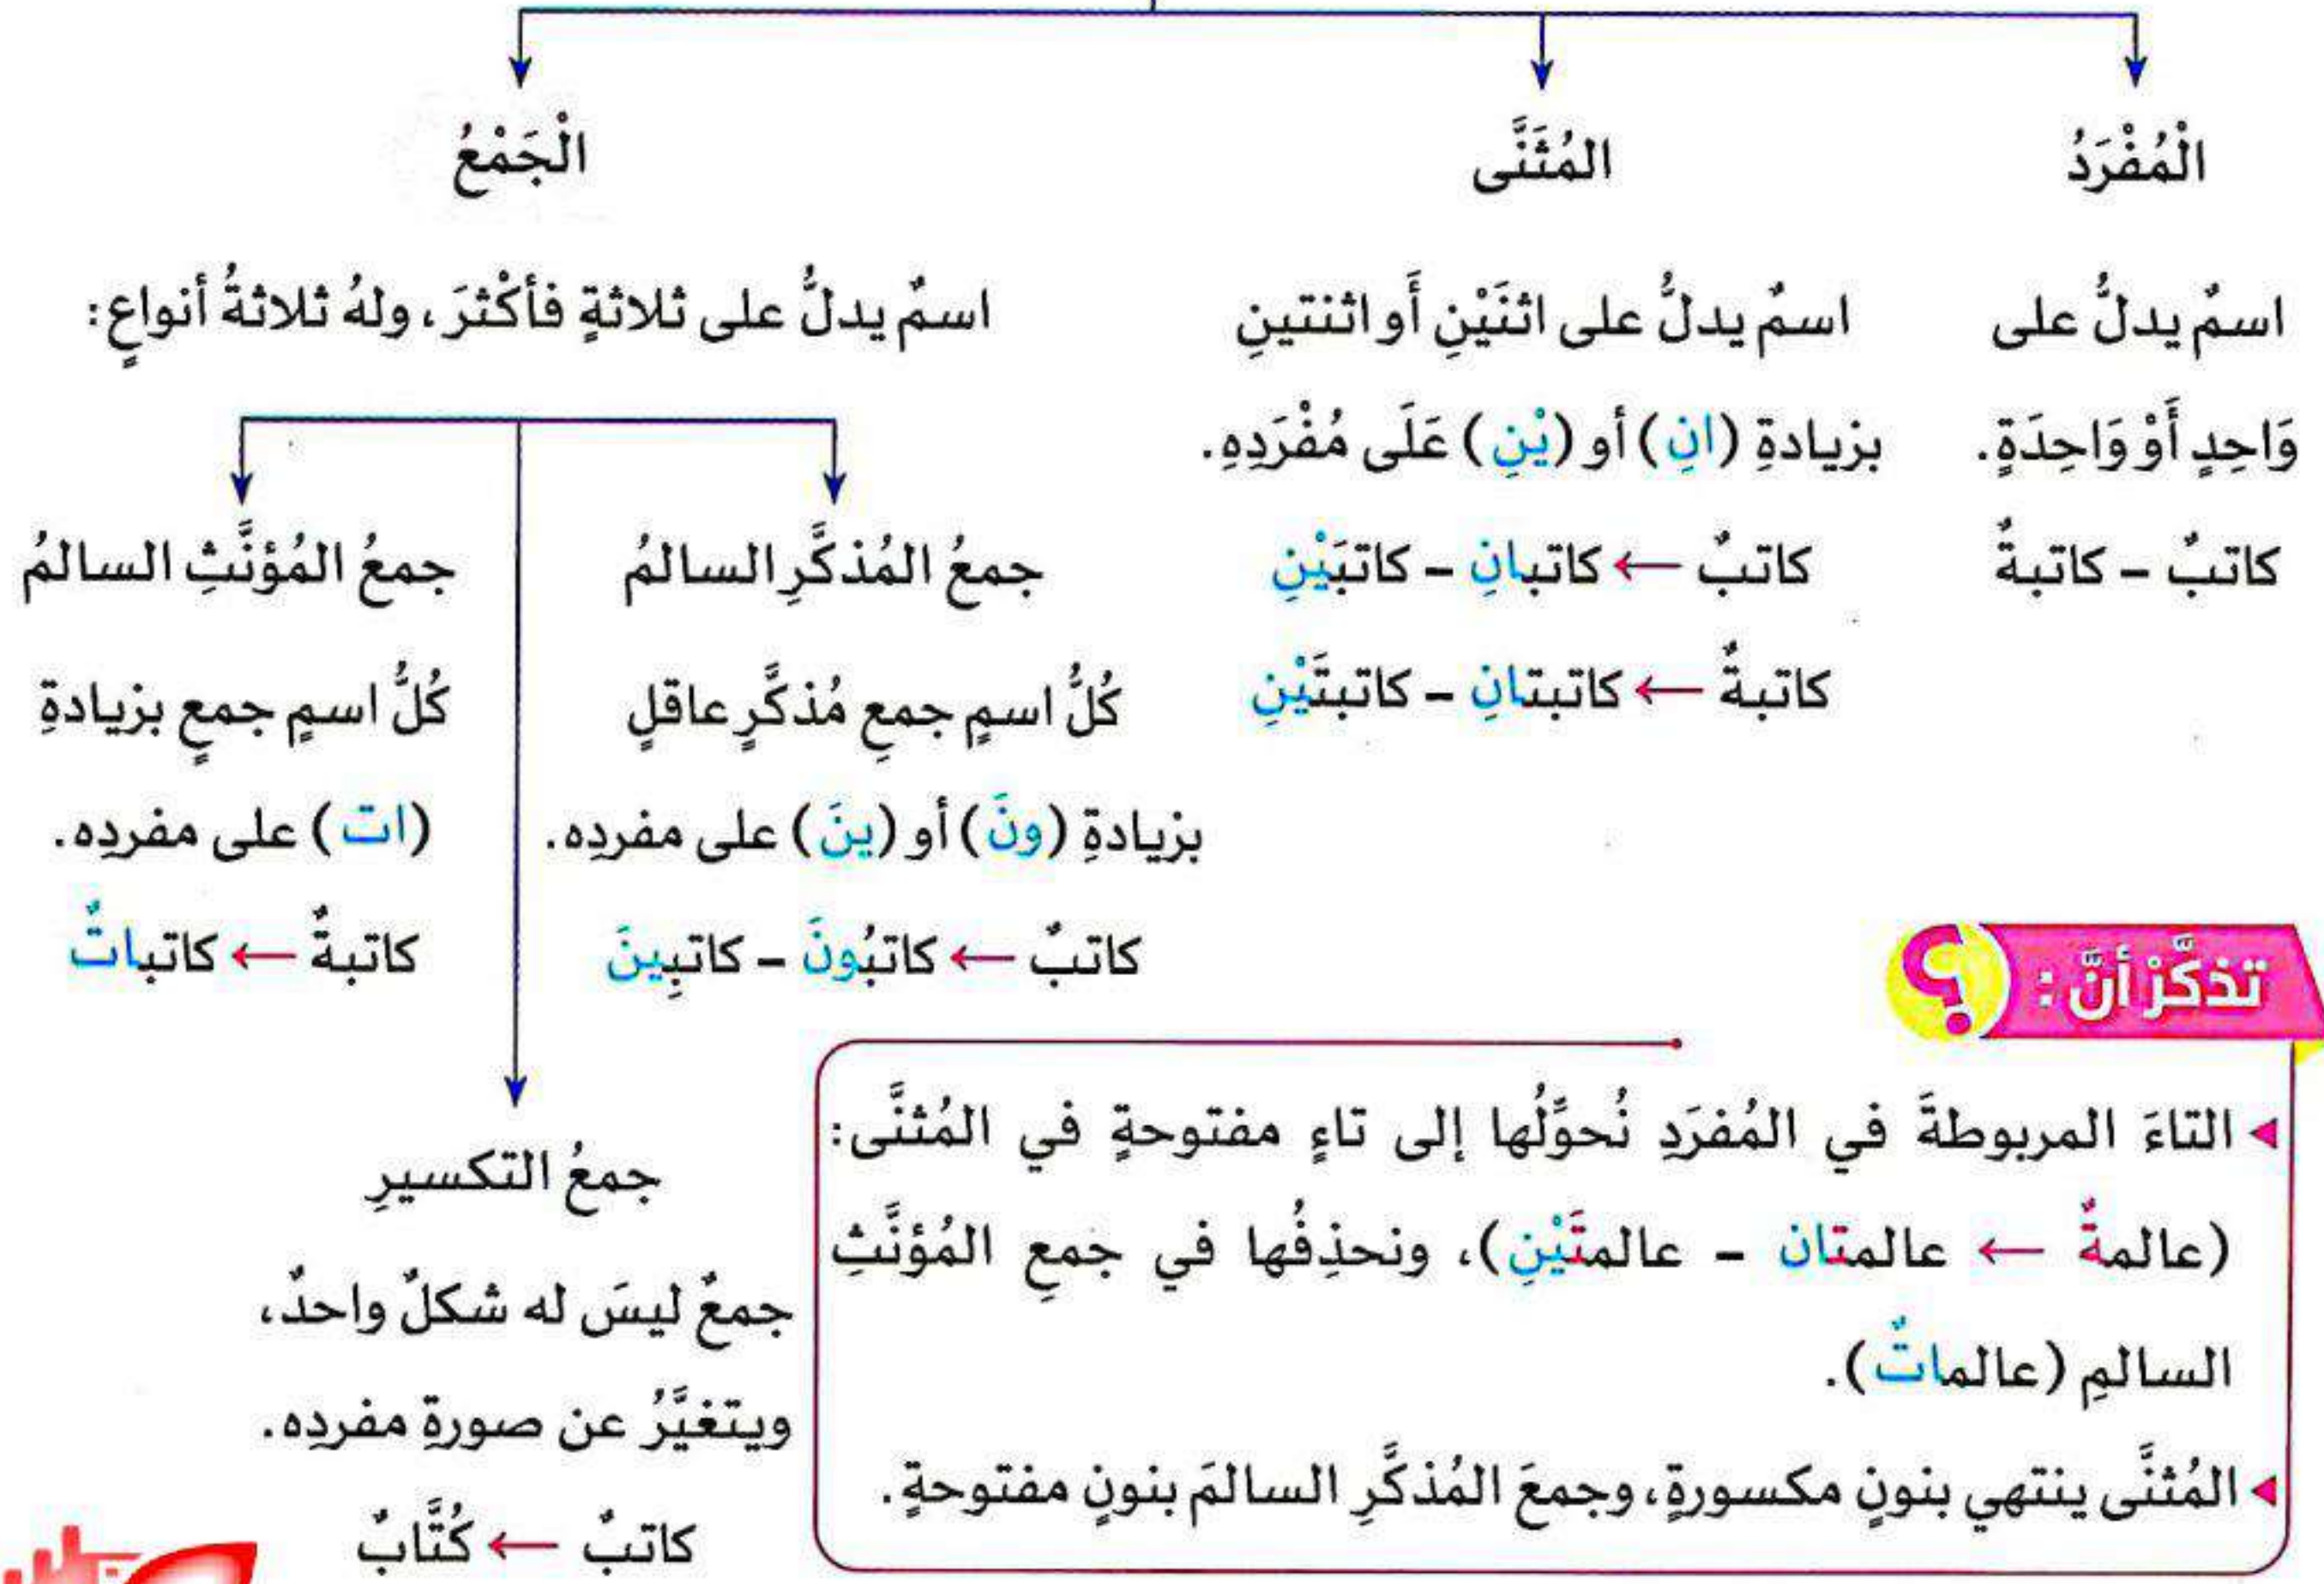 الْمُفْرَدُ
اسمٌ يدلُّ على
وَاحِدٍ أَوْ وَاحِدَةٍ.
كاتبٌ – كاتبةٌ
المُثَنَّى
اسمٌ يدلُّ على اثنَيْنِ أَو اثنتينِ
بزيادةِ (انِ) أو (يْنِ) عَلَى مُفْرَدِهِ.
كاتبٌ ← كاتبانِ – كاتبَيْنِ
كاتبةٌ ← كاتبتانِ – كاتبتَيْنِ
الْجَمْعُ
اسمٌ يدلُّ على ثلاثةٍ فأكْثرَ، ولهُ ثلاثةُ أنواعٍ:
جمعُ المُذكَّرِ السالمُ
كُلُّ اسمٍ جمعِ مُذكَّرٍ عاقلٍ
بزيادةِ (ونَ) أو (ينَ) على مفردِه.
كاتبٌ ← كاتبُونَ – كاتبِينَ
جمعُ المُؤنَّثِ السالمُ
كُلُّ اسمٍ جمعٍ بزيادةِ
(ات) على مفردِه.
كاتبةٌ ← كاتباتٌ
جمعُ التكسيرِ
جمعٌ ليسَ له شكلٌ واحدٌ،
ويتغيَّرُ عن صورةِ مفردِه.
كاتبٌ ← كُتَّابٌ
تذكَّرْ أنَّ: ؟
التاءَ المربوطةَ في المُفرَدِ نُحوِّلُها إلى تاءٍ مفتوحةٍ في المُثنَّى:
(عالمةٌ ← عالمتان – عالمتَيْنِ)، ونحذِفُها في جمعِ المُؤنَّثِ
السالمِ (عالماتٌ).
المُثنَّى ينتهي بنونٍ مكسورةٍ، وجمعَ المُذكَّرِ السالمَ بنونٍ مفتوحةٍ.